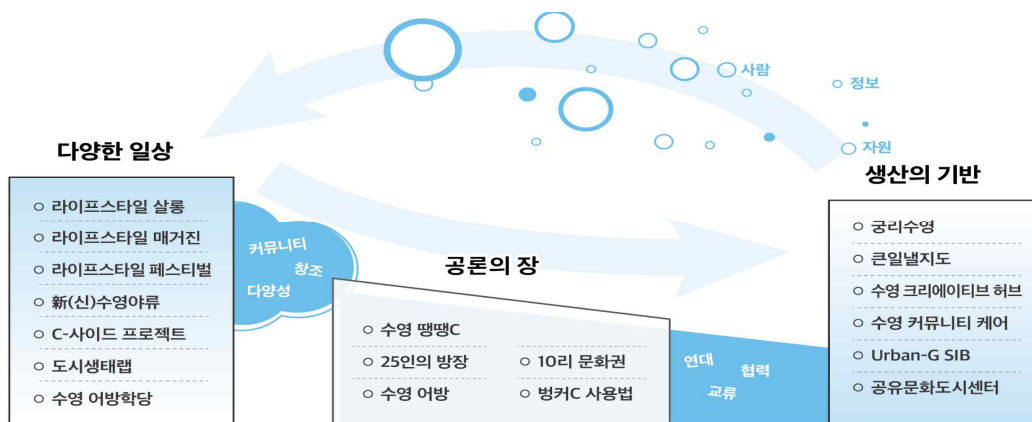 사람
정보
자원
다양한 일상
○ 라이프스타일 살롱
○ 라이프스타일 매거진
○ 라이프스타일 페스티벌
○ 新(신)수영야류
○ C-사이드 프로젝트
○ 도시생태랩
○ 수영 어방학당
커뮤니티
창조
다양성
공론의 장
○ 수영 땡땡C
○ 25인의 방장
○ 10리 문화권
○ 수영 어방
○ 벙커C 사용법
연대
협력
교류
생산의 기반
○ 궁리수영
○ 큰일낼지도
○ 수영 크리에이티브 허브
○ 수영 커뮤니티 케어
○ Urban-G SIB
○ 공유문화도시센터